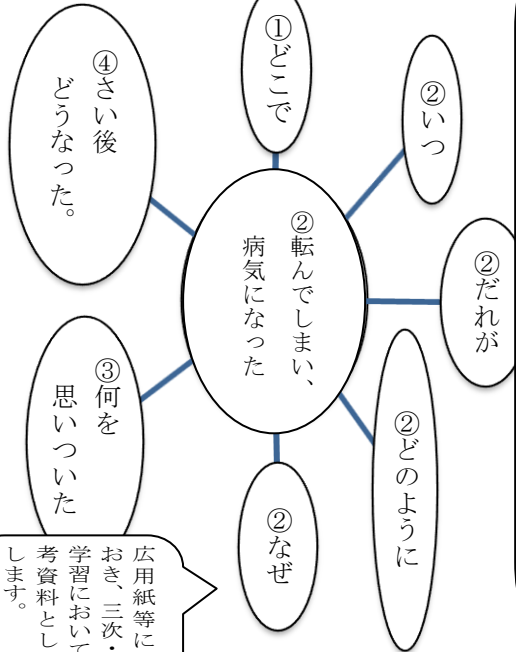 ①どこで
②いつ
②だれが
②転んでしまい、
病気になった
②どのように
②なぜ
③何を
思いついた
④さい後
どうなった。
広用紙等に
おき、三次・
学習において
考資料とし
します。